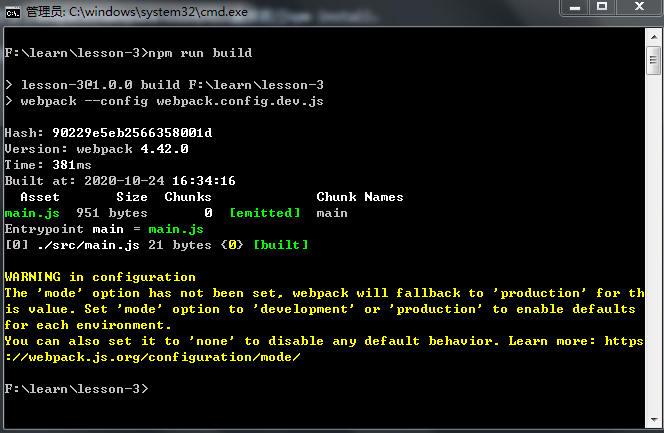 管理员: C:\windows\system32\cmd.exe
npm install.
F:\learn\lesson-3>npm run build
> lesson-3@1.0.0 build F:\learn\lesson-3
> webpack --config webpack.config.dev.js
Hash: 90229e5eb2566358001d
Version: webpack 4.42.0
Time: 381ms
Built at: 2020-10-24 16:34:16
Asset Size Chunks Chunk Names
main.js 951 bytes 0 [emitted] main
Entrypoint main = main.js
[0] ./src/main.js 21 bytes {0} [built]
WARNING in configuration
The 'mode' option has not been set, webpack will fallback to 'production' for th
is value. Set 'mode' option to 'development' or 'production' to enable defaults
for each environment.
You can also set it to 'none' to disable any default behavior. Learn more: https
://webpack.js.org/configuration/mode/
F:\learn\lesson-3>